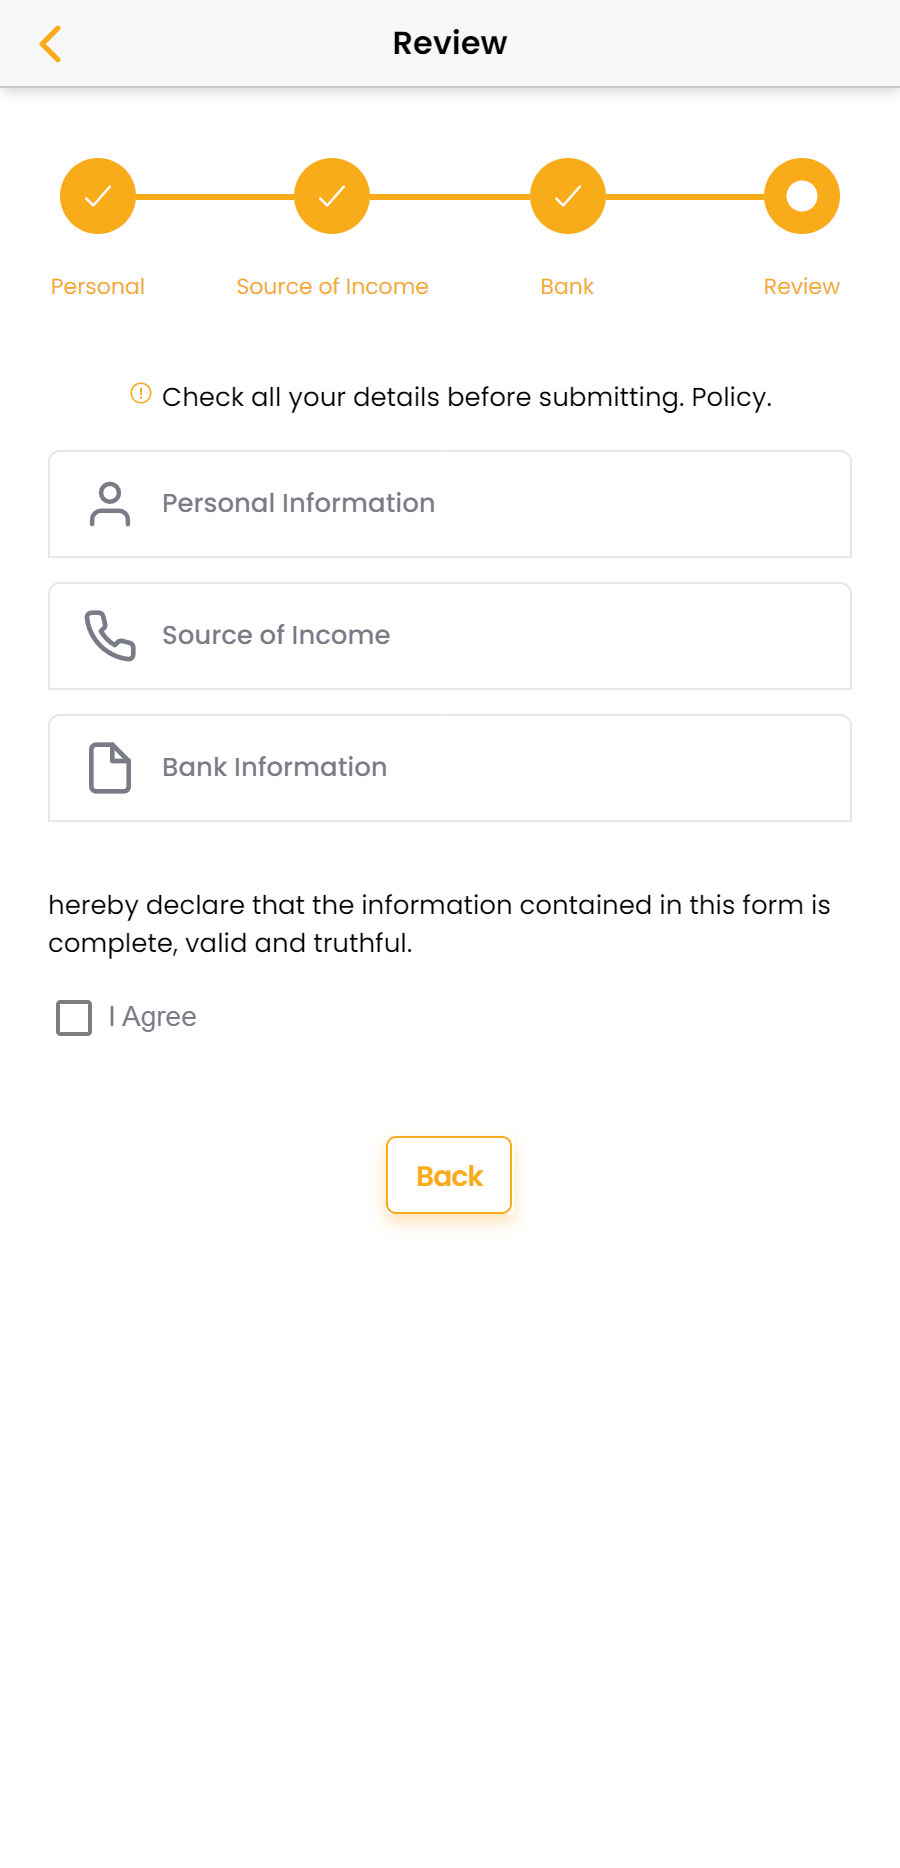 Review
Personal
Source of Income
Bank
Review
Check all your details before submitting. Policy.
Personal Information
Source of Income
Bank Information
hereby declare that the information contained in this form is
complete, valid and truthful.
I Agree
Back